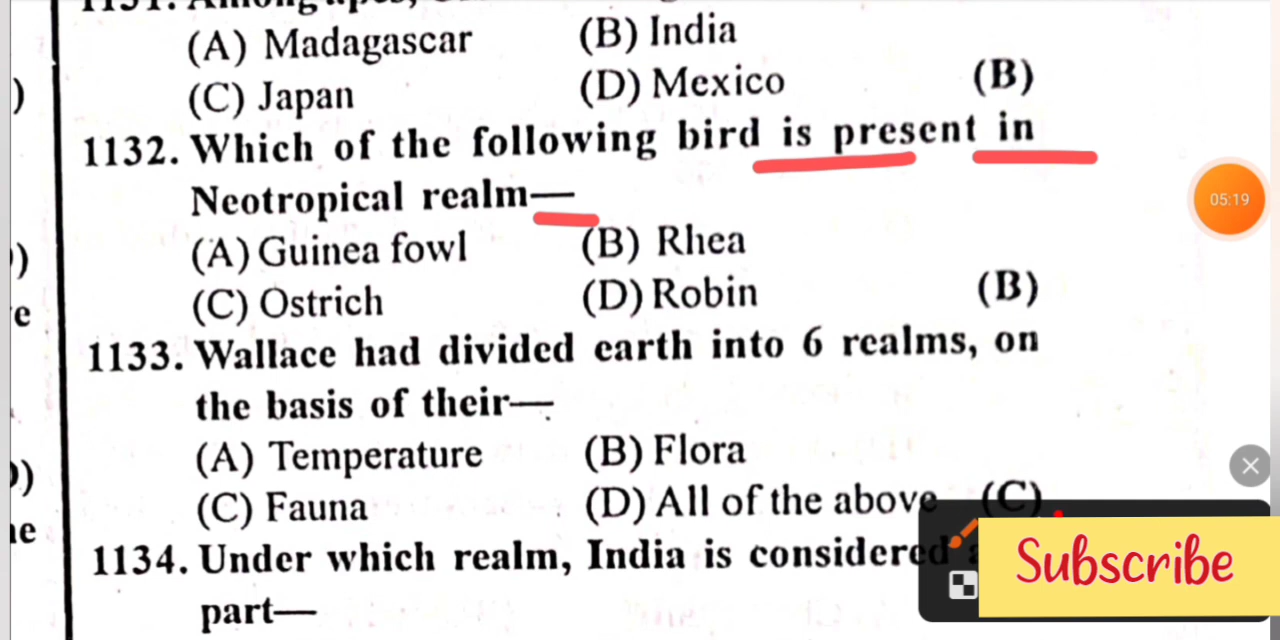 (A) Madagascar (B) India
(C) Japan (D) Mexico (B)
1132. Which of the following bird is present in
Neotropical realm—
(A) Guinea fowl (B) Rhea
(C) Ostrich (D) Robin (B)
1133. Wallace had divided earth into 6 realms, on
the basis of their—
(A) Temperature (B) Flora
(C) Fauna (D) All of the above (C)
1134. Under which realm, India is considered
part—
05:19
Subscribe